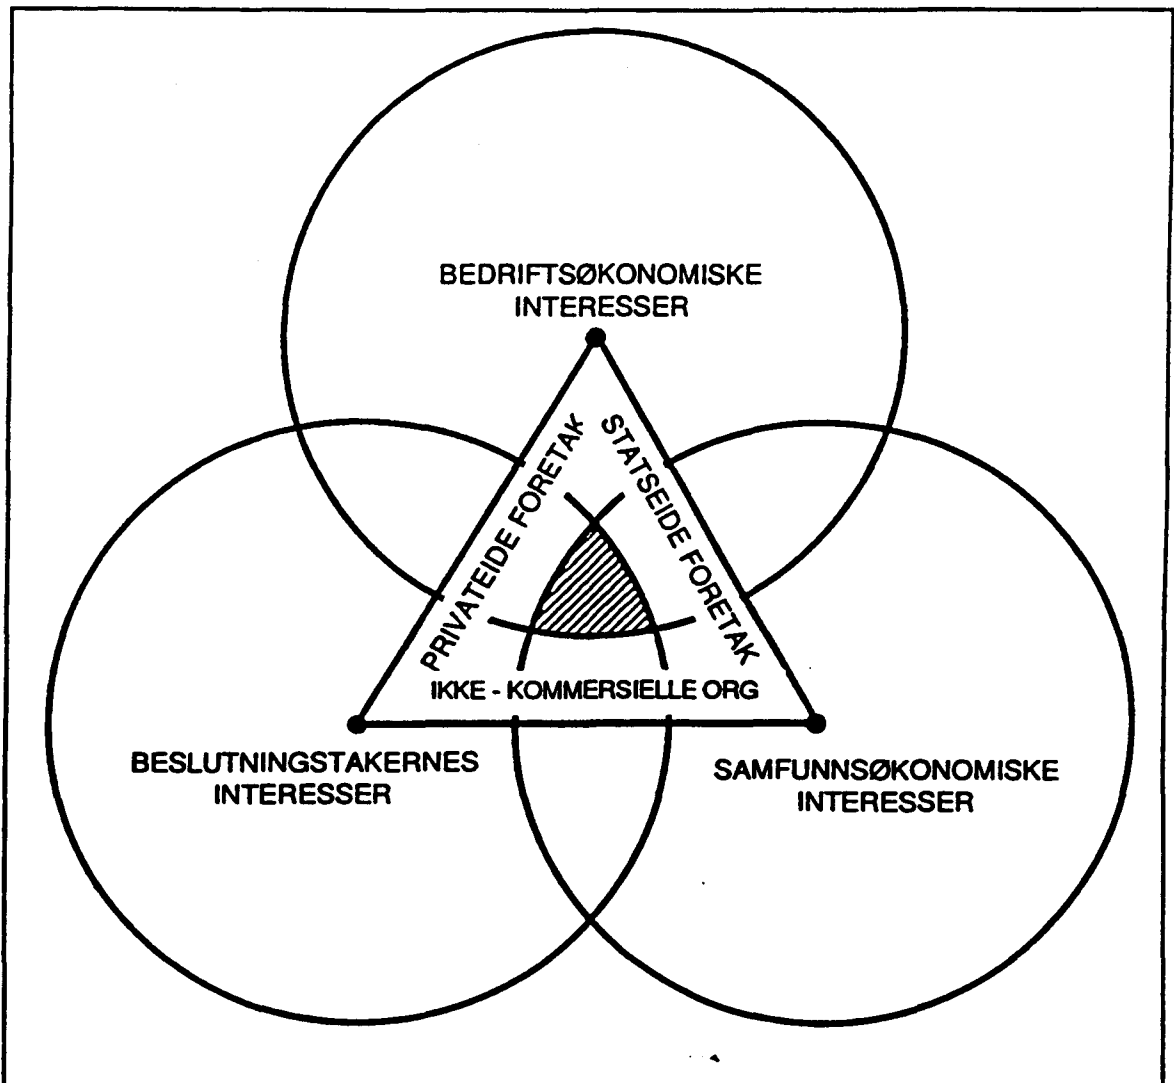 BEDRIFTSØKONOMISKE
INTERESSER
PRIVATEIDE FORETAK
STATSEIDE FORETAK
IKKE - KOMMERSIELLE ORG
BESLUTNINGSTAKERNES
INTERESSER
SAMFUNNSØKONOMISKE
INTERESSER